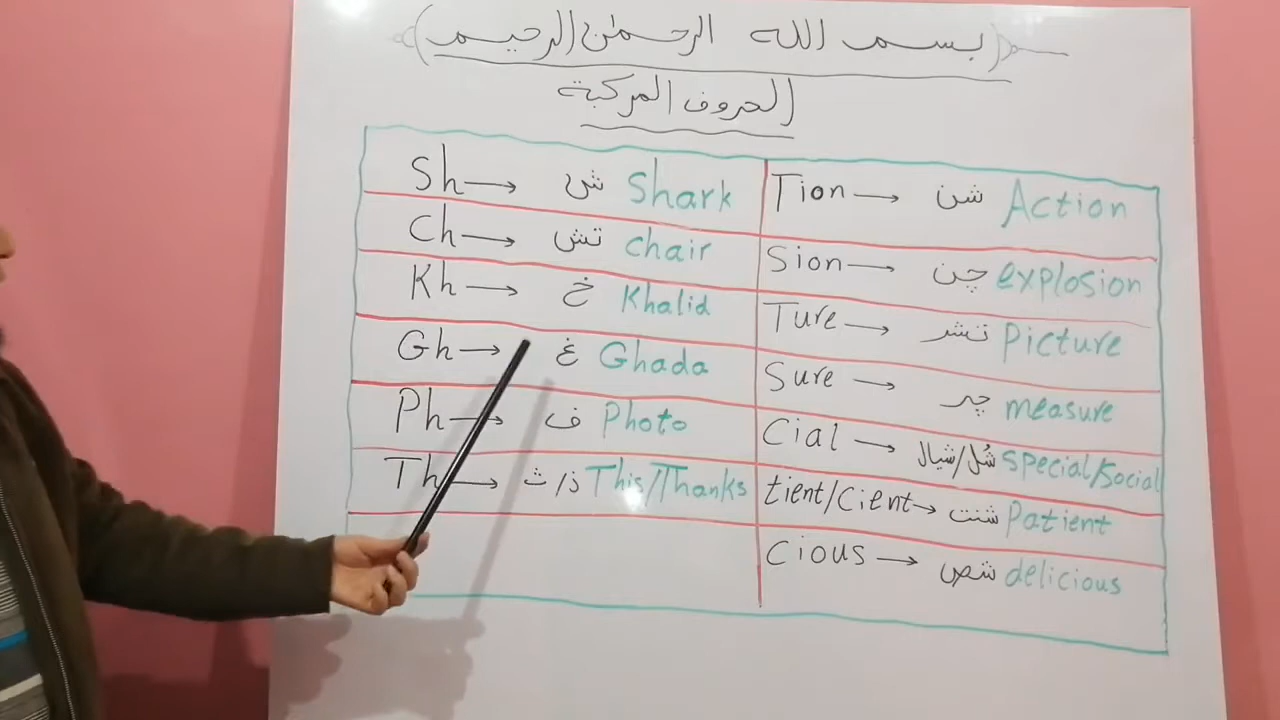 بسم الله الرحمٰن الرحيم
الحروف المركبة
Sh → ش Shark
Ch → تش chair
Kh → خ Khalid
Gh → غ Ghada
Ph → ف Photo
Th → ذ/ث This/Thanks
Tion → شن Action
Sion → چن explosion
Ture → تشر Picture
Sure → چر measure
Cial → شُل/شيال special/social
tient/Cient → شنت Patient
Cious → شص delicious